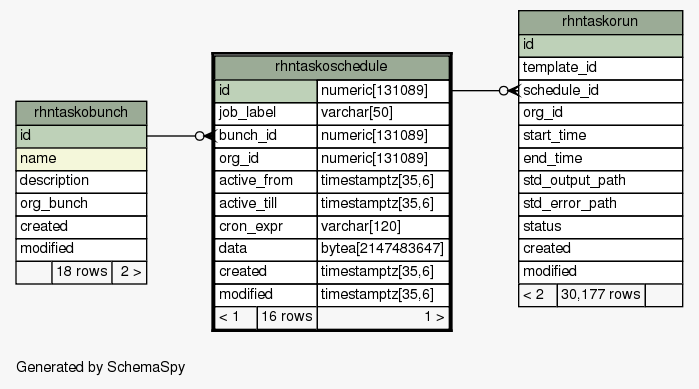 rhntaskobunch
id
name
description
org_bunch
created
modified
18 rows 2 >
rhntaskoschedule
id numeric[131089]
job_label varchar[50]
bunch_id numeric[131089]
org_id numeric[131089]
active_from timestamptz[35,6]
active_till timestamptz[35,6]
cron_expr varchar[120]
data bytea[2147483647]
created timestamptz[35,6]
modified timestamptz[35,6]
< 1 16 rows 1 >
rhntaskorun
id
template_id
schedule_id
org_id
start_time
end_time
std_output_path
std_error_path
status
created
modified
< 2 30,177 rows
Generated by SchemaSpy